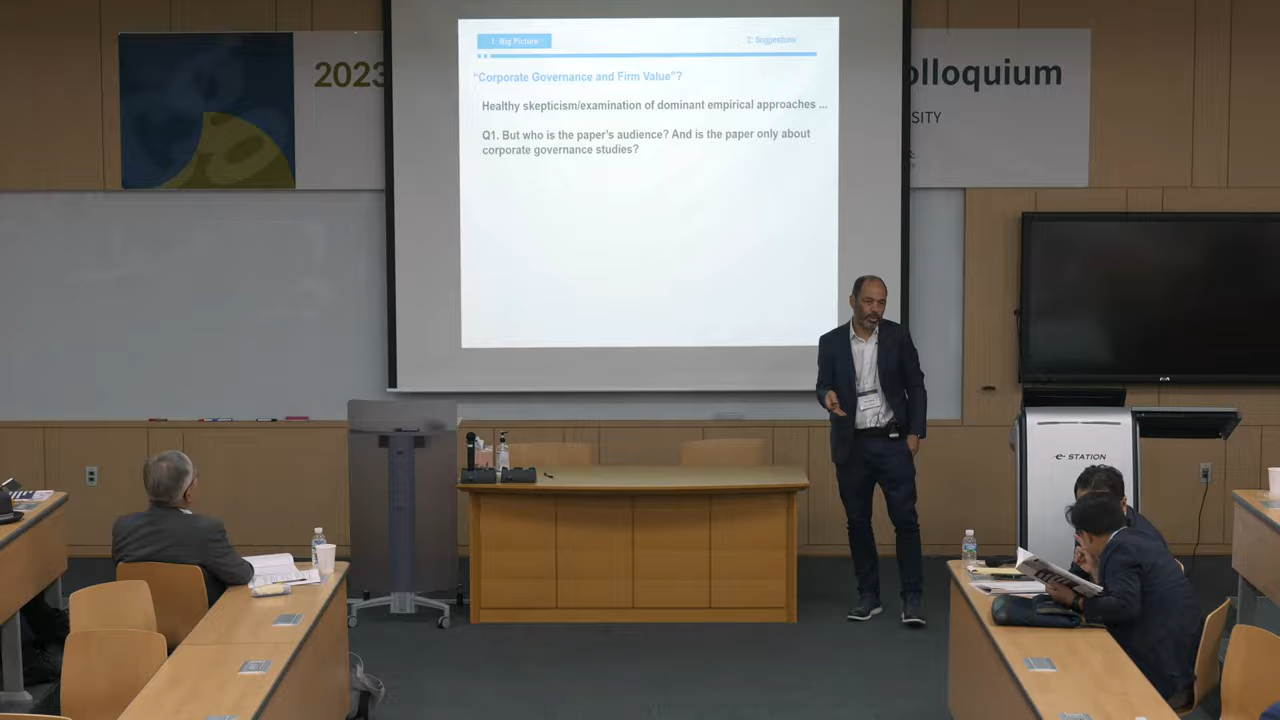 1: Big Picture
2: Suggestions
"Corporate Governance and Firm Value"?
Healthy skepticism/examination of dominant empirical approaches ...
Q1. But who is the paper's audience? And is the paper only about
corporate governance studies?
2023
olloquium
SITY
e- STATION